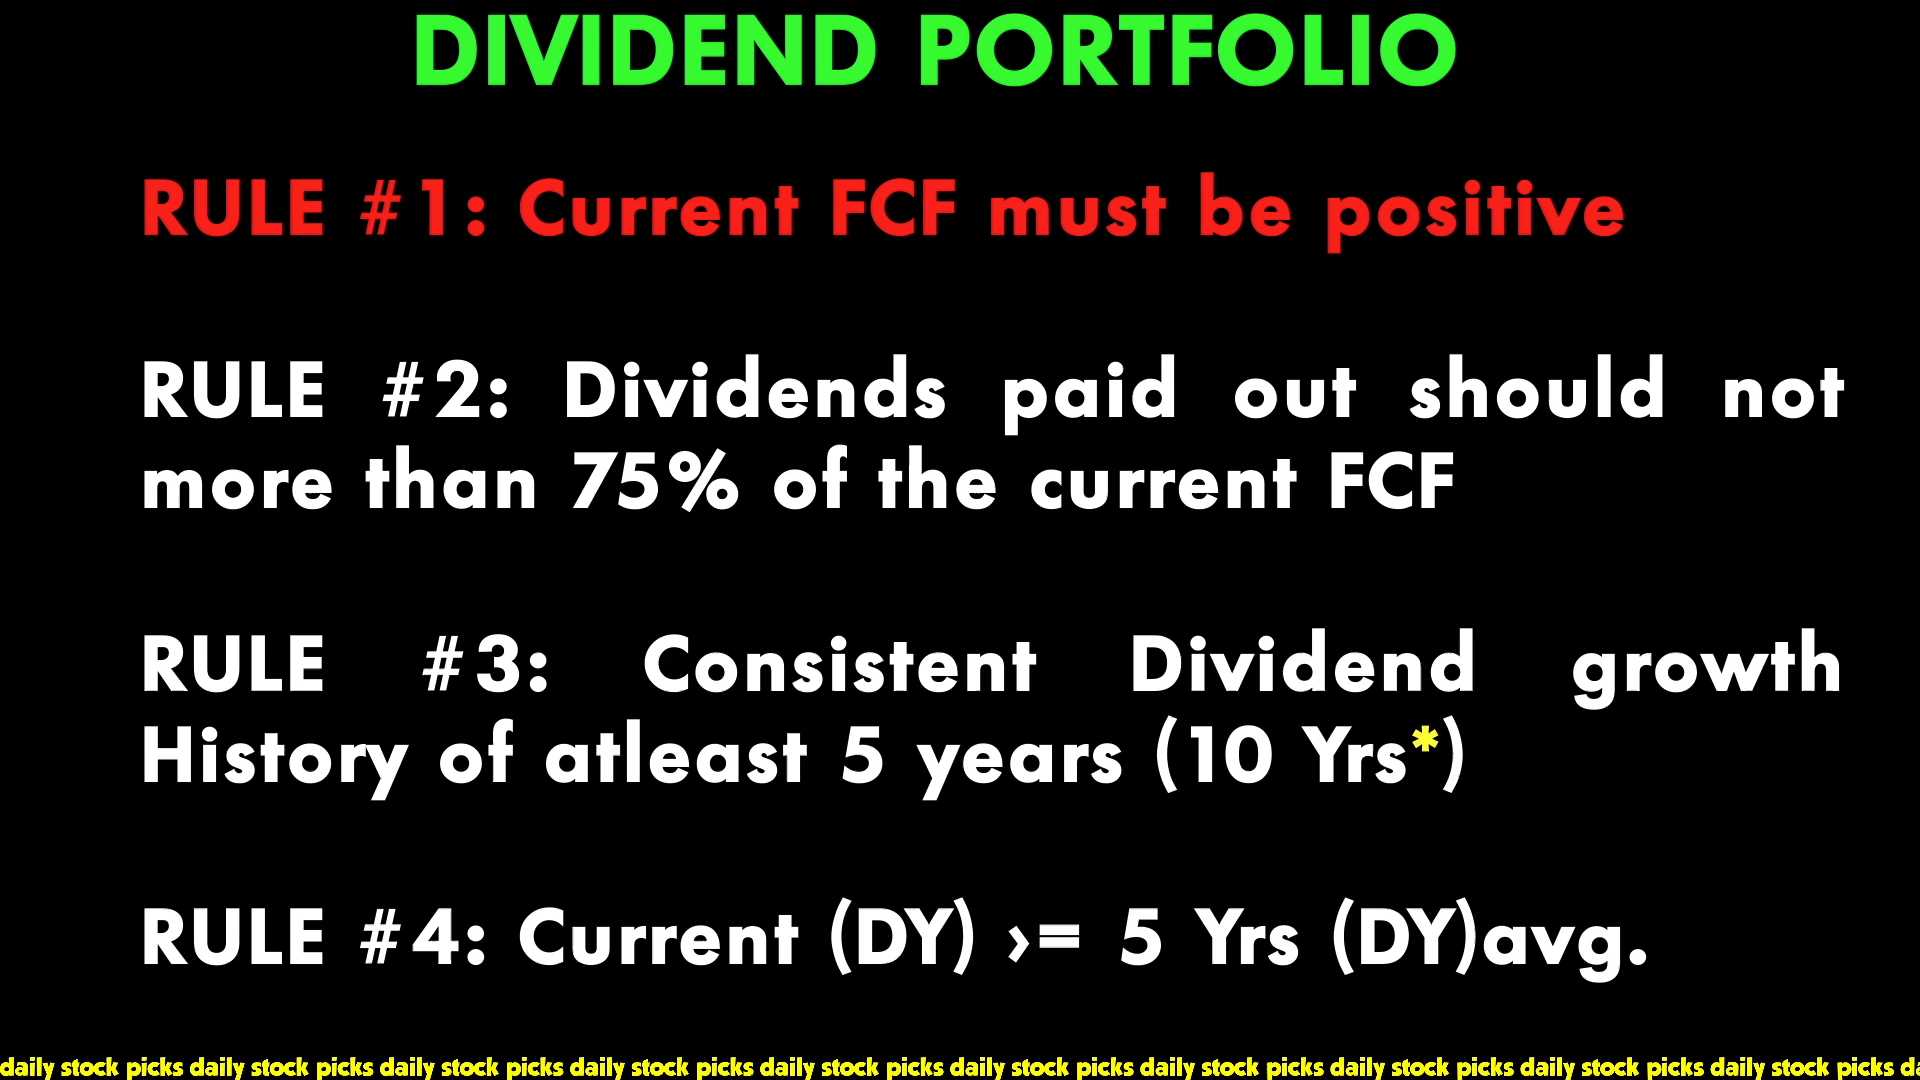 DIVIDEND PORTFOLIO
RULE #1: Current FCF must be positive
RULE #2: Dividends paid out should not
more than 75% of the current FCF
RULE #3: Consistent Dividend growth
History of atleast 5 years (10 Yrs*)
RULE #4: Current (DY) >= 5 Yrs (DY)avg.
daily stock picks daily stock picks daily stock picks daily stock picks daily stock picks daily stock picks daily stock picks daily stock picks daily stock picks daily stock picks da